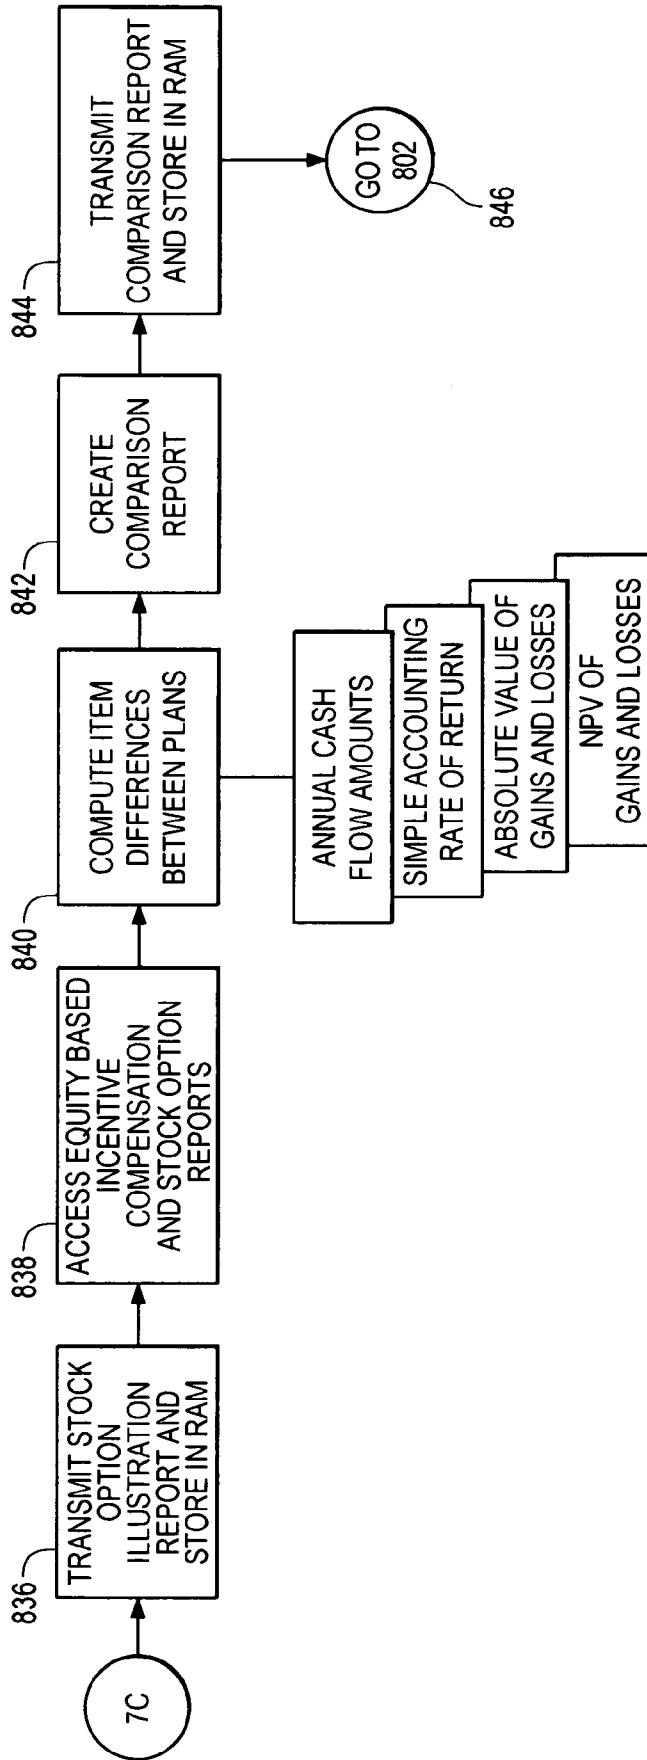 7C
836
TRANSMIT STOCK
OPTION
ILLUSTRATION
REPORT AND
STORE IN RAM
838
ACCESS EQUITY BASED
INCENTIVE
COMPENSATION
AND STOCK OPTION
REPORTS
840
COMPUTE ITEM
DIFFERENCES
BETWEEN PLANS
ANNUAL CASH
FLOW AMOUNTS
SIMPLE ACCOUNTING
RATE OF RETURN
ABSOLUTE VALUE OF
GAINS AND LOSSES
NPV OF
GAINS AND LOSSES
842
CREATE
COMPARISON
REPORT
844
TRANSMIT
COMPARISON REPORT
AND STORE IN RAM
GO TO
802
846